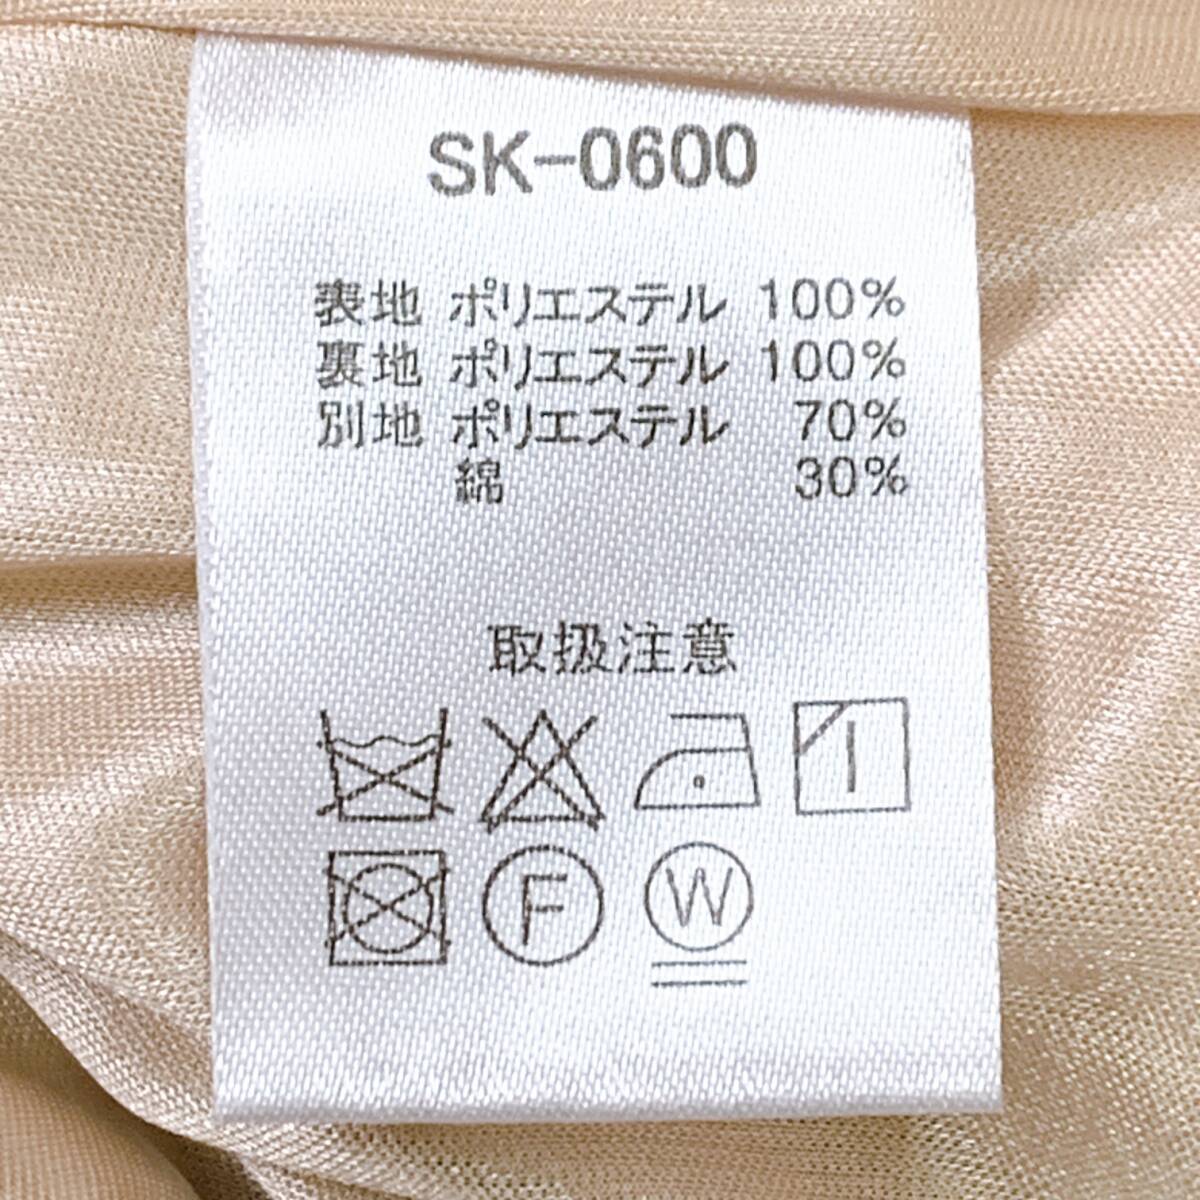 SK-0600
表地 ポリエステル 100%
裏地 ポリエステル 100%
別地 ポリエステル 70%
綿 30%
取扱注意
F W